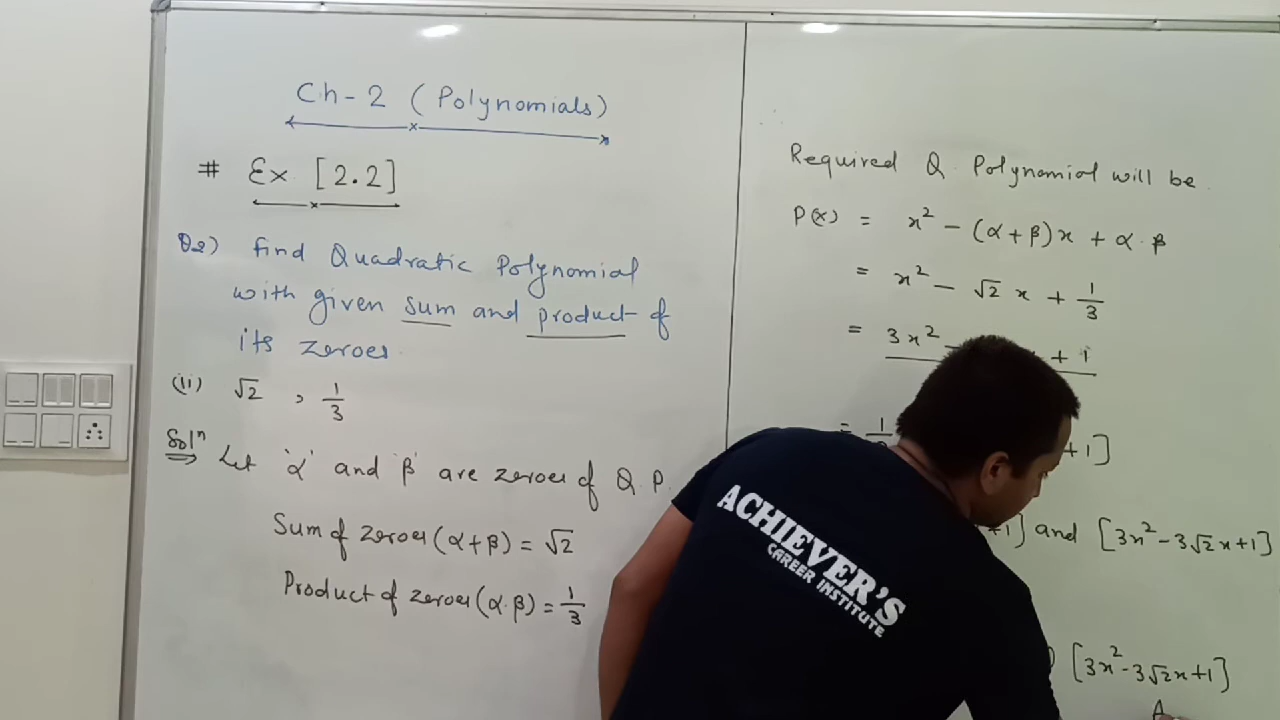 Ch-2 (Polynomials)
# Ex [2.2]
Q2) find Quadratic Polynomial
with given sum and product of
its zeroes
(ii) √2 , 1/3
Solⁿ Let 'α' and 'β' are zeroes of Q.P.
Sum of zeroes (α+β) = √2
Product of zeroes (α.β) = 1/3
Required Q. Polynomial will be
P(x) = x² - (α+β)x + α.β
= x² - √2 x + 1/3
= 3x² - + 1
= +1]
+1] and [3x²-3√2x+1]
[3x²-3√2x+1]
A
ACHIEVER'S
CAREER INSTITUTE